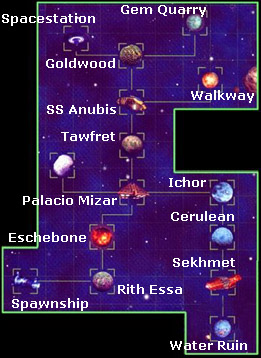 Gem Quarry
Spacestation
Goldwood
Walkway
SS Anubis
Tawfret
Ichor
Palacio Mizar
Cerulean
Eschebone
Sekhmet
Rith Essa
Spawnship
Water Ruin